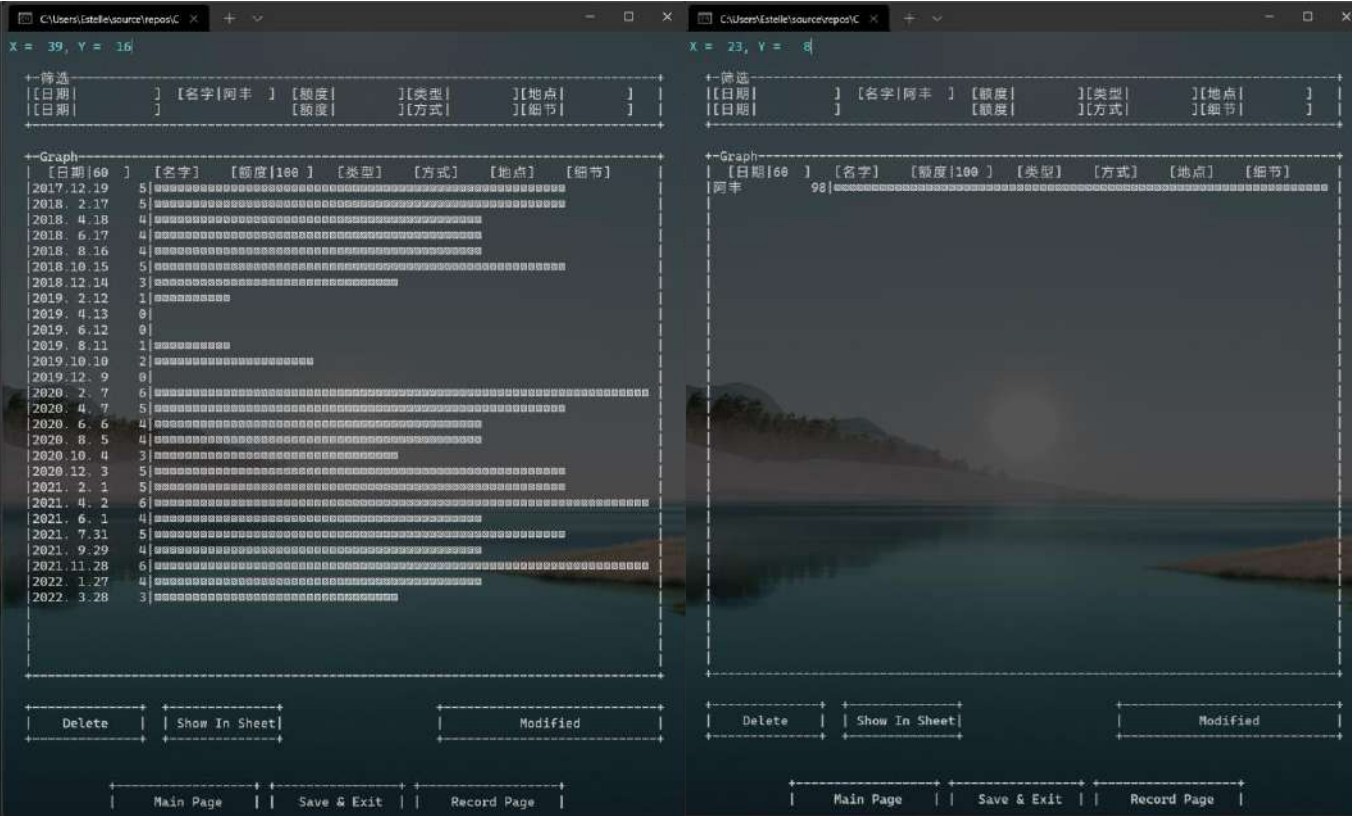 C:\Users\Estelle\source\repos\C
X = 39, Y = 16
筛选
[日期| ] [名字|阿丰 ] [额度| ][类型| ][地点| ]
[日期| ] [额度| ][方式| ][细节| ]
Graph
[日期|60 ] [名字] [额度|100 ] [类型] [方式] [地点] [细节]
2017.12.19 5|
2018. 2.17 5|
2018. 4.18 4|
2018. 6.17 4|
2018. 8.16 4|
2018.10.15 5|
2018.12.14 3|
2019. 2.12 1|
2019. 4.13 0|
2019. 6.12 0|
2019. 8.11 1|
2019.10.10 2|
2019.12. 9 0|
2020. 2. 7 6|
2020. 4. 7 5|
2020. 6. 6 4|
2020. 8. 5 4|
2020.10. 4 3|
2020.12. 3 5|
2021. 2. 1 5|
2021. 4. 2 6|
2021. 6. 1 4|
2021. 7.31 5|
2021. 9.29 4|
2021.11.28 6|
2022. 1.27 4|
2022. 3.28 3|
Delete | | Show In Sheet| | Modified
Main Page | | Save & Exit | | Record Page
C:\Users\Estelle\source\repos\C
X = 23, Y = 8
筛选
[日期| ] [名字|阿丰 ] [额度| ][类型| ][地点| ]
[日期| ] [额度| ][方式| ][细节| ]
Graph
[日期|60 ] [名字] [额度|100 ] [类型] [方式] [地点] [细节]
阿丰 98|
Delete | | Show In Sheet| | Modified
Main Page | | Save & Exit | | Record Page